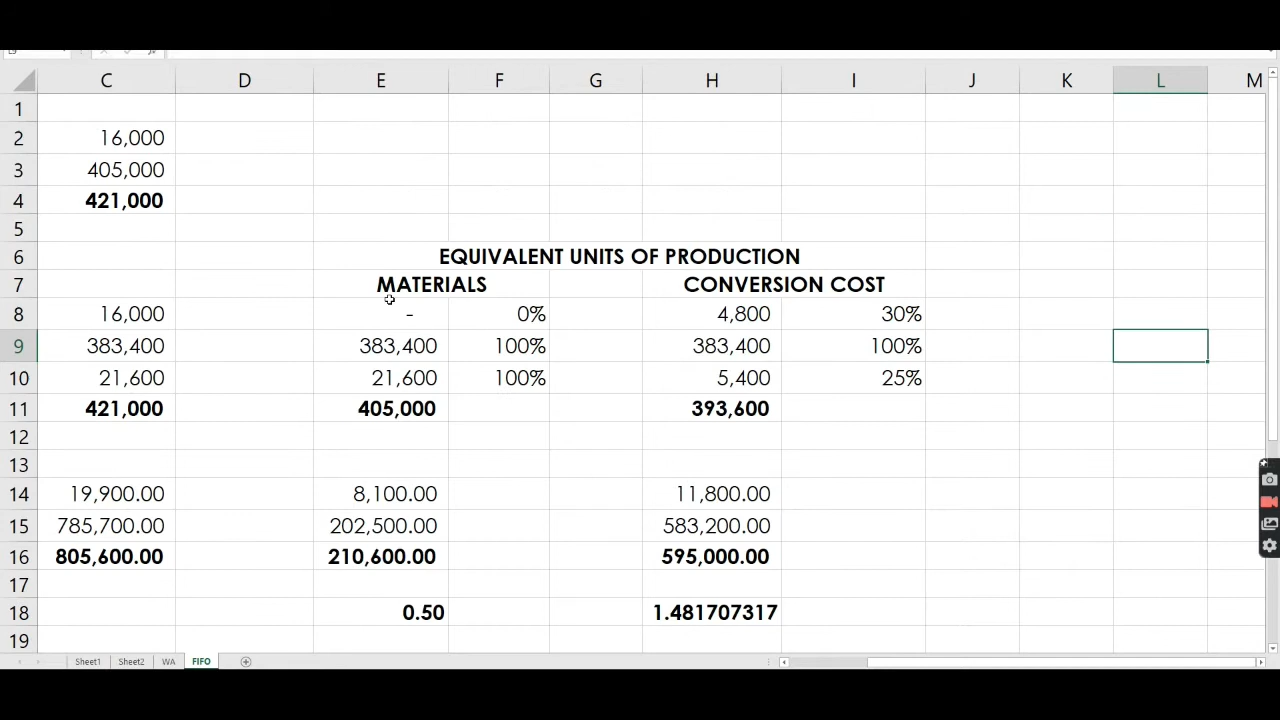 C D E F G H I J K L M
1
2 16,000
3 405,000
4 421,000
5
6 EQUIVALENT UNITS OF PRODUCTION
7 MATERIALS CONVERSION COST
8 16,000 - 0% 4,800 30%
9 383,400 383,400 100% 383,400 100%
10 21,600 21,600 100% 5,400 25%
11 421,000 405,000 393,600
12
13
14 19,900.00 8,100.00 11,800.00
15 785,700.00 202,500.00 583,200.00
16 805,600.00 210,600.00 595,000.00
17
18 0.50 1.481707317
19
Sheet1 Sheet2 WA FIFO